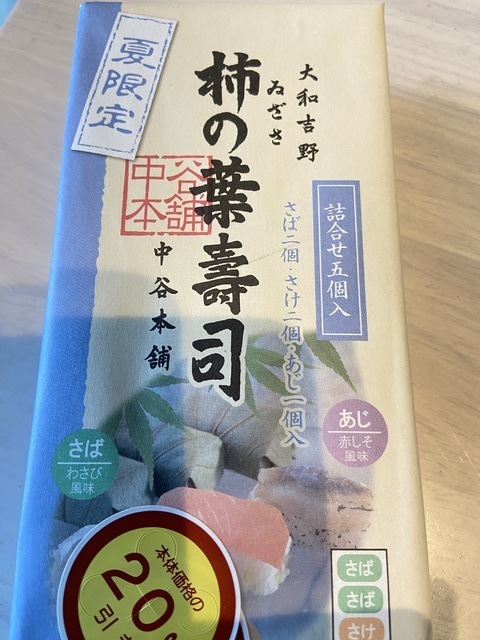 夏限定
大和吉野
ゐざさ
柿の葉壽司
中谷本舗
中谷本舗
詰合せ五個入
さば二個・さけ二個・あじ一個入
あじ
赤しそ
風味
さば
わさび
風味
本体価格の
20
引
さば
さば
さけ